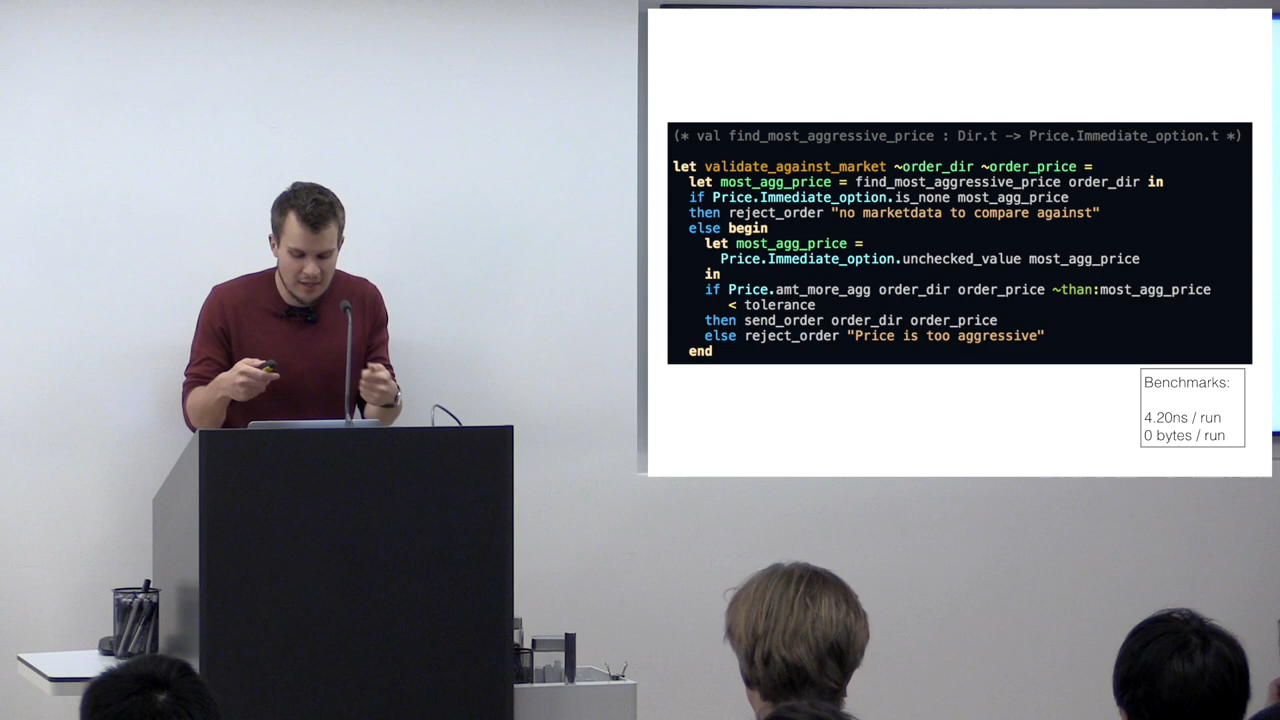 (* val find_most_aggressive_price : Dir.t -> Price.Immediate_option.t *)
let validate_against_market ~order_dir ~order_price =
let most_agg_price = find_most_aggressive_price order_dir in
if Price.Immediate_option.is_none most_agg_price
then reject_order "no marketdata to compare against"
else begin
let most_agg_price =
Price.Immediate_option.unchecked_value most_agg_price
in
if Price.amt_more_agg order_dir order_price ~than:most_agg_price
< tolerance
then send_order order_dir order_price
else reject_order "Price is too aggressive"
end
Benchmarks:
4.20ns / run
0 bytes / run